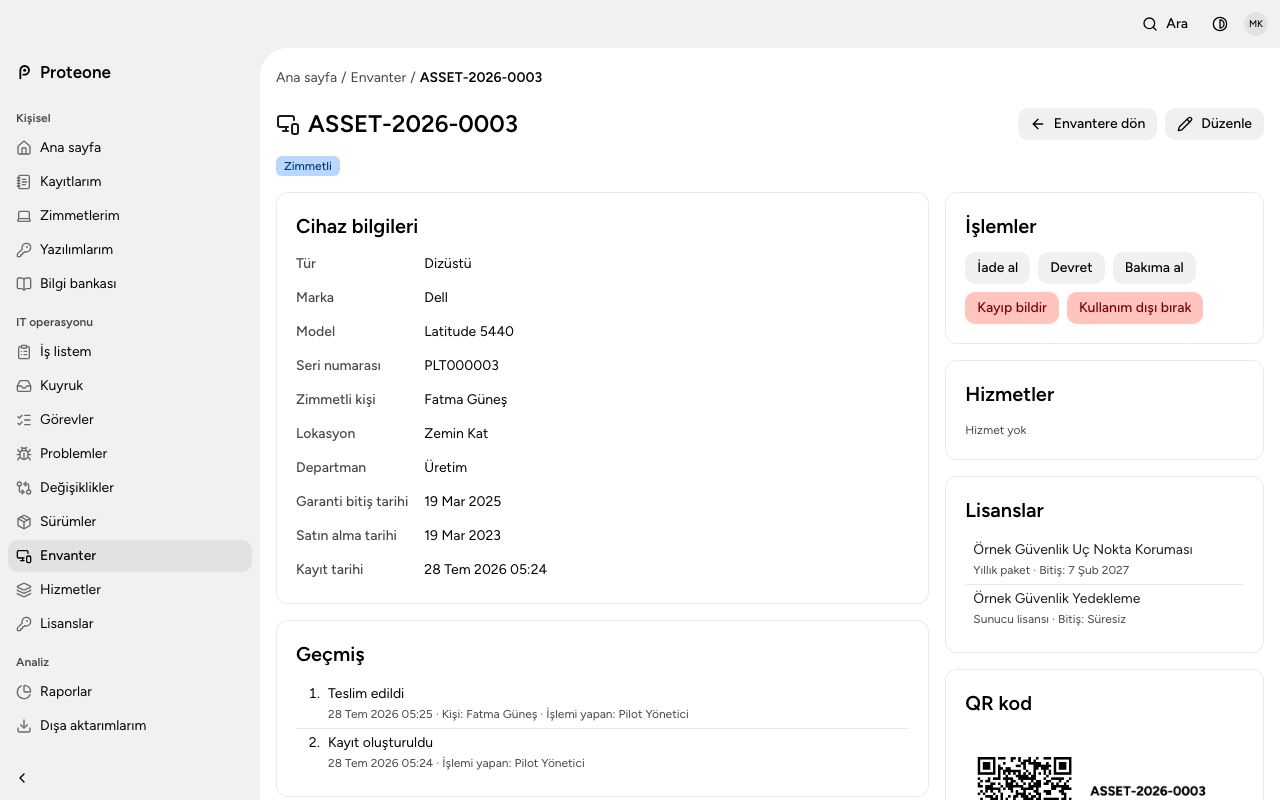 Ara
MK
Proteone
Kişisel
Ana sayfa
Kayıtlarım
Zimmetlerim
Yazılımlarım
Bilgi bankası
IT operasyonu
İş listem
Kuyruk
Görevler
Problemler
Değişiklikler
Sürümler
Envanter
Hizmetler
Lisanslar
Analiz
Raporlar
Dışa aktarımlarım
Ana sayfa / Envanter / ASSET-2026-0003
ASSET-2026-0003
Envantere dön
Düzenle
Zimmetli
Cihaz bilgileri
Tür Dizüstü
Marka Dell
Model Latitude 5440
Seri numarası PLT000003
Zimmetli kişi Fatma Güneş
Lokasyon Zemin Kat
Departman Üretim
Garanti bitiş tarihi 19 Mar 2025
Satın alma tarihi 19 Mar 2023
Kayıt tarihi 28 Tem 2026 05:24
Geçmiş
1. Teslim edildi
28 Tem 2026 05:25 · Kişi: Fatma Güneş · İşlemi yapan: Pilot Yönetici
2. Kayıt oluşturuldu
28 Tem 2026 05:24 · İşlemi yapan: Pilot Yönetici
İşlemler
İade al Devret Bakıma al
Kayıp bildir Kullanım dışı bırak
Hizmetler
Hizmet yok
Lisanslar
Örnek Güvenlik Uç Nokta Koruması
Yıllık paket · Bitiş: 7 Şub 2027
Örnek Güvenlik Yedekleme
Sunucu lisansı · Bitiş: Süresiz
QR kod
ASSET-2026-0003